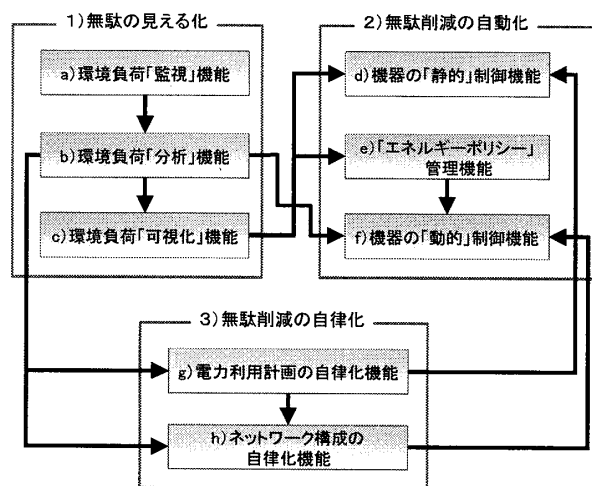 1)無駄の見える化
a)環境負荷「監視」機能
b)環境負荷「分析」機能
c)環境負荷「可視化」機能
2)無駄削減の自動化
d)機器の「静的」制御機能
e)「エネルギーポリシー」
管理機能
f)機器の「動的」制御機能
3)無駄削減の自律化
g)電力利用計画の自律化機能
h)ネットワーク構成の
自律化機能